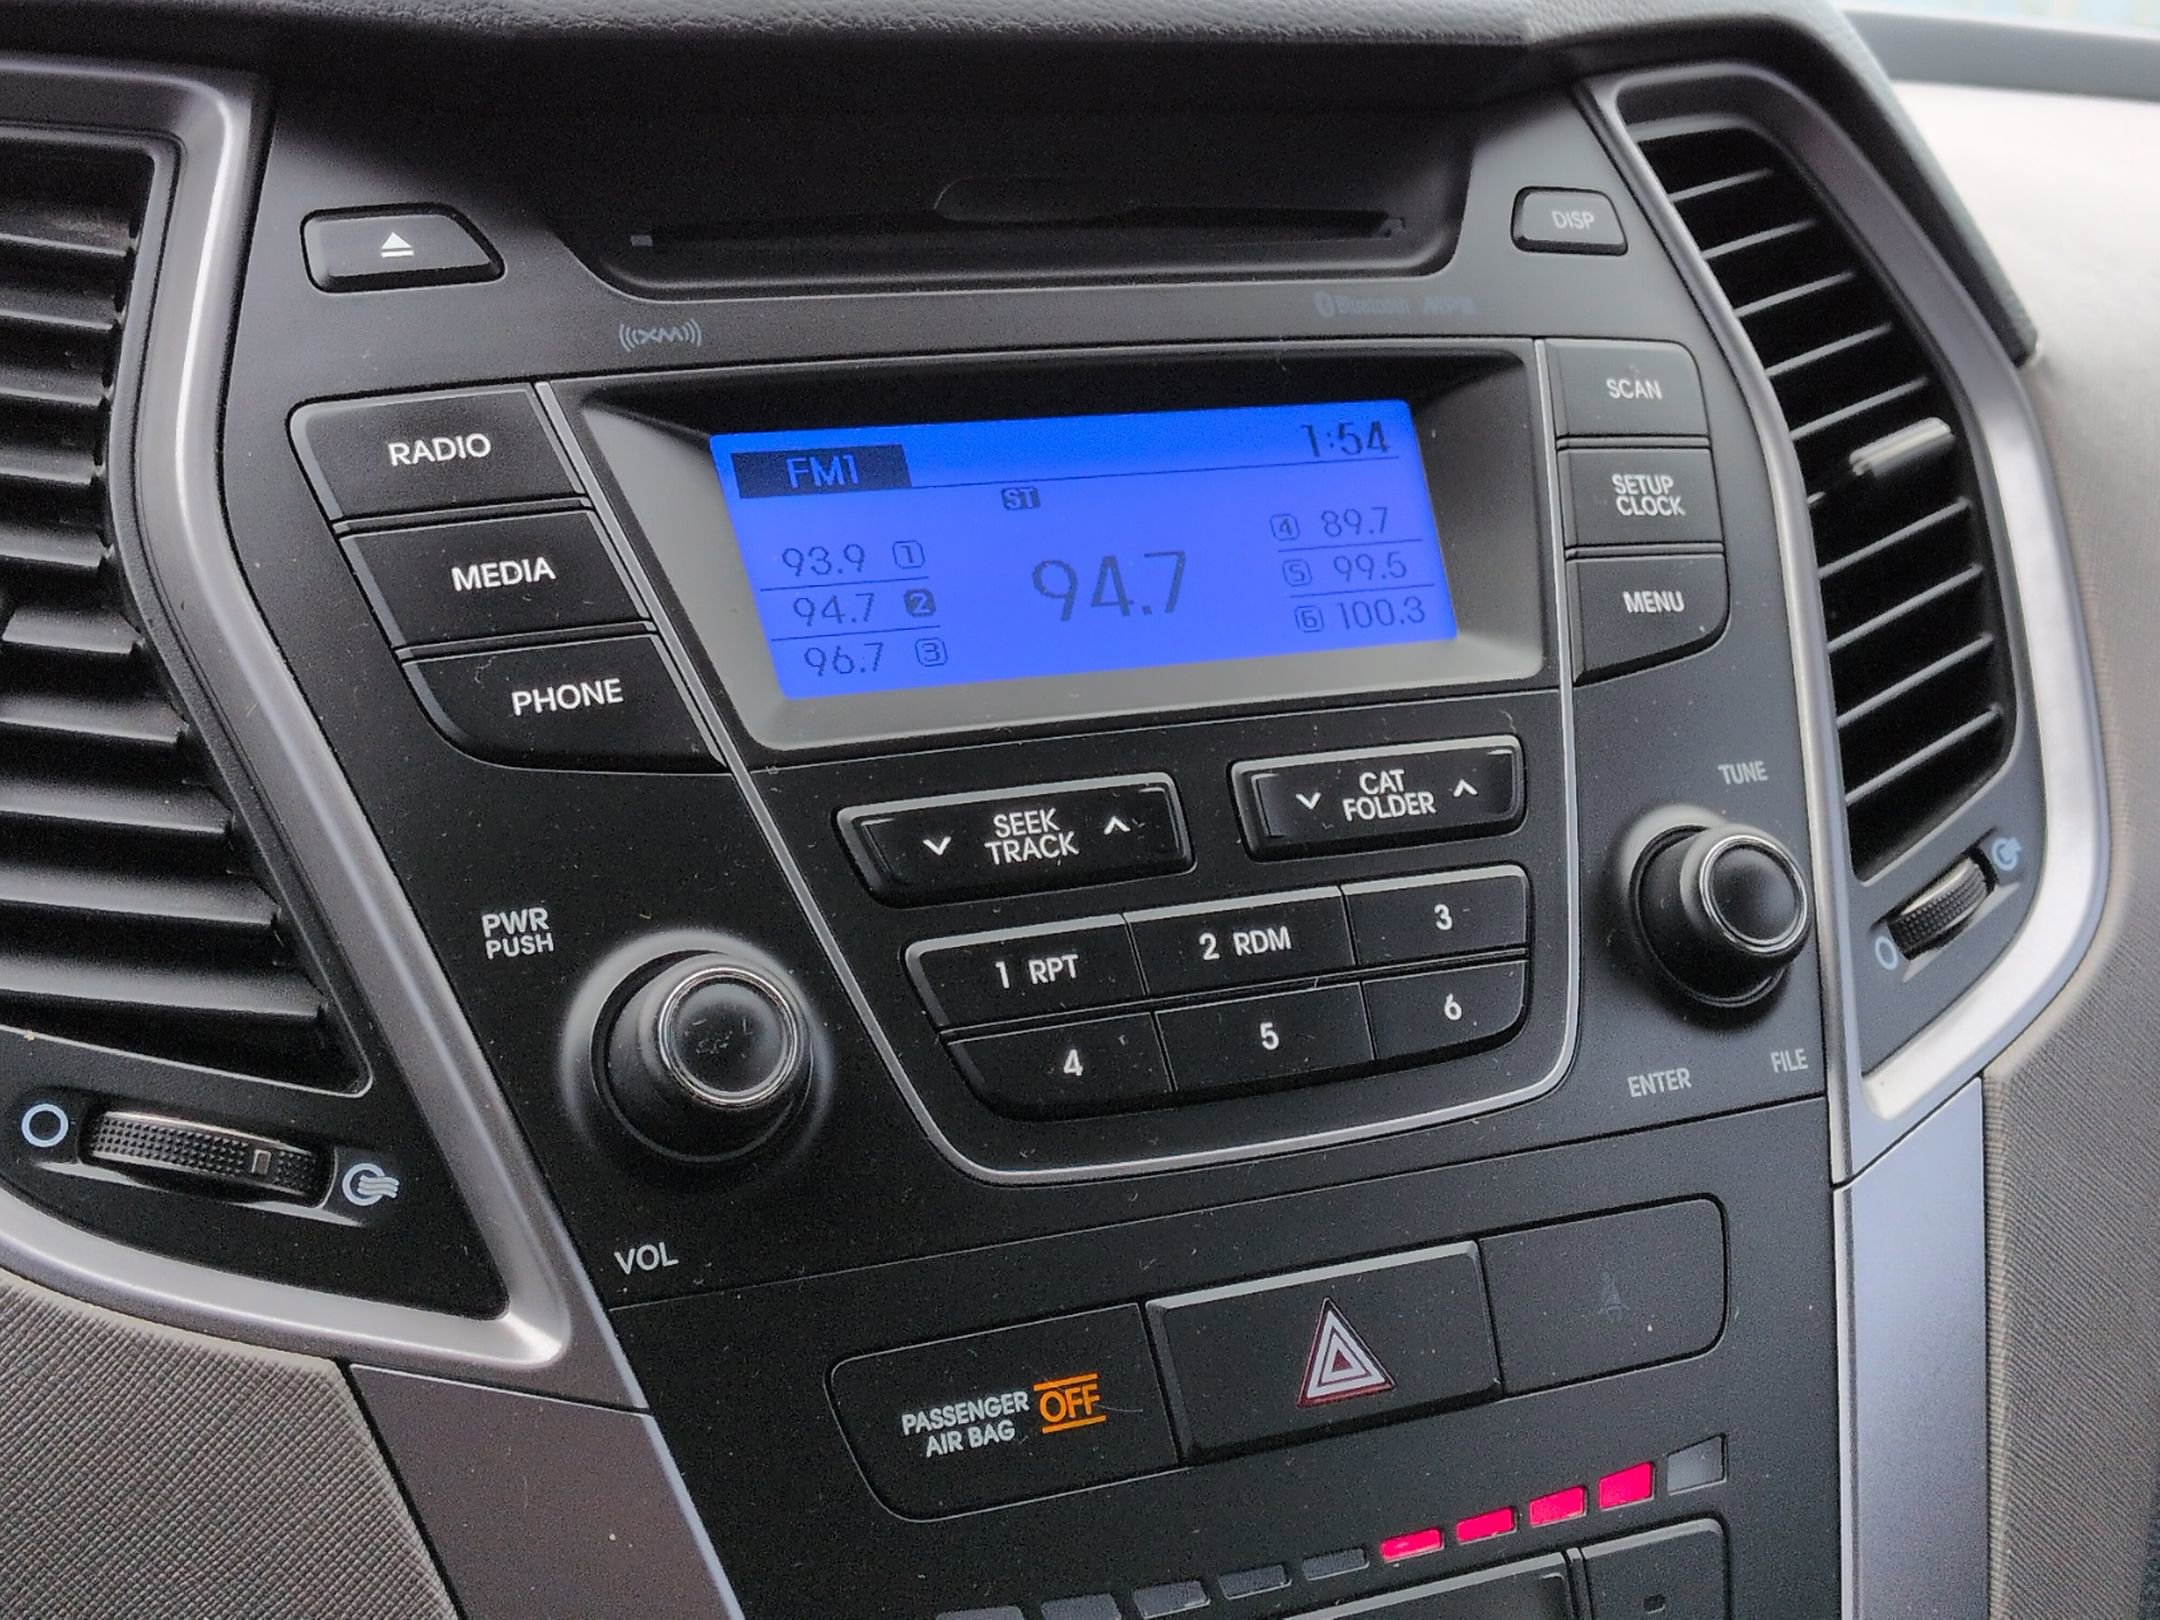 DISP
((XM))
Bluetooth MP3
RADIO
MEDIA
PHONE
FM1
1:54
ST
93.9 1
94.7 2
96.7 3
94.7
4 89.7
5 99.5
6 100.3
SCAN
SETUP
CLOCK
MENU
SEEK
TRACK
CAT
FOLDER
TUNE
PWR
PUSH
1 RPT
2 RDM
3
4
5
6
ENTER
FILE
VOL
PASSENGER
AIR BAG
OFF